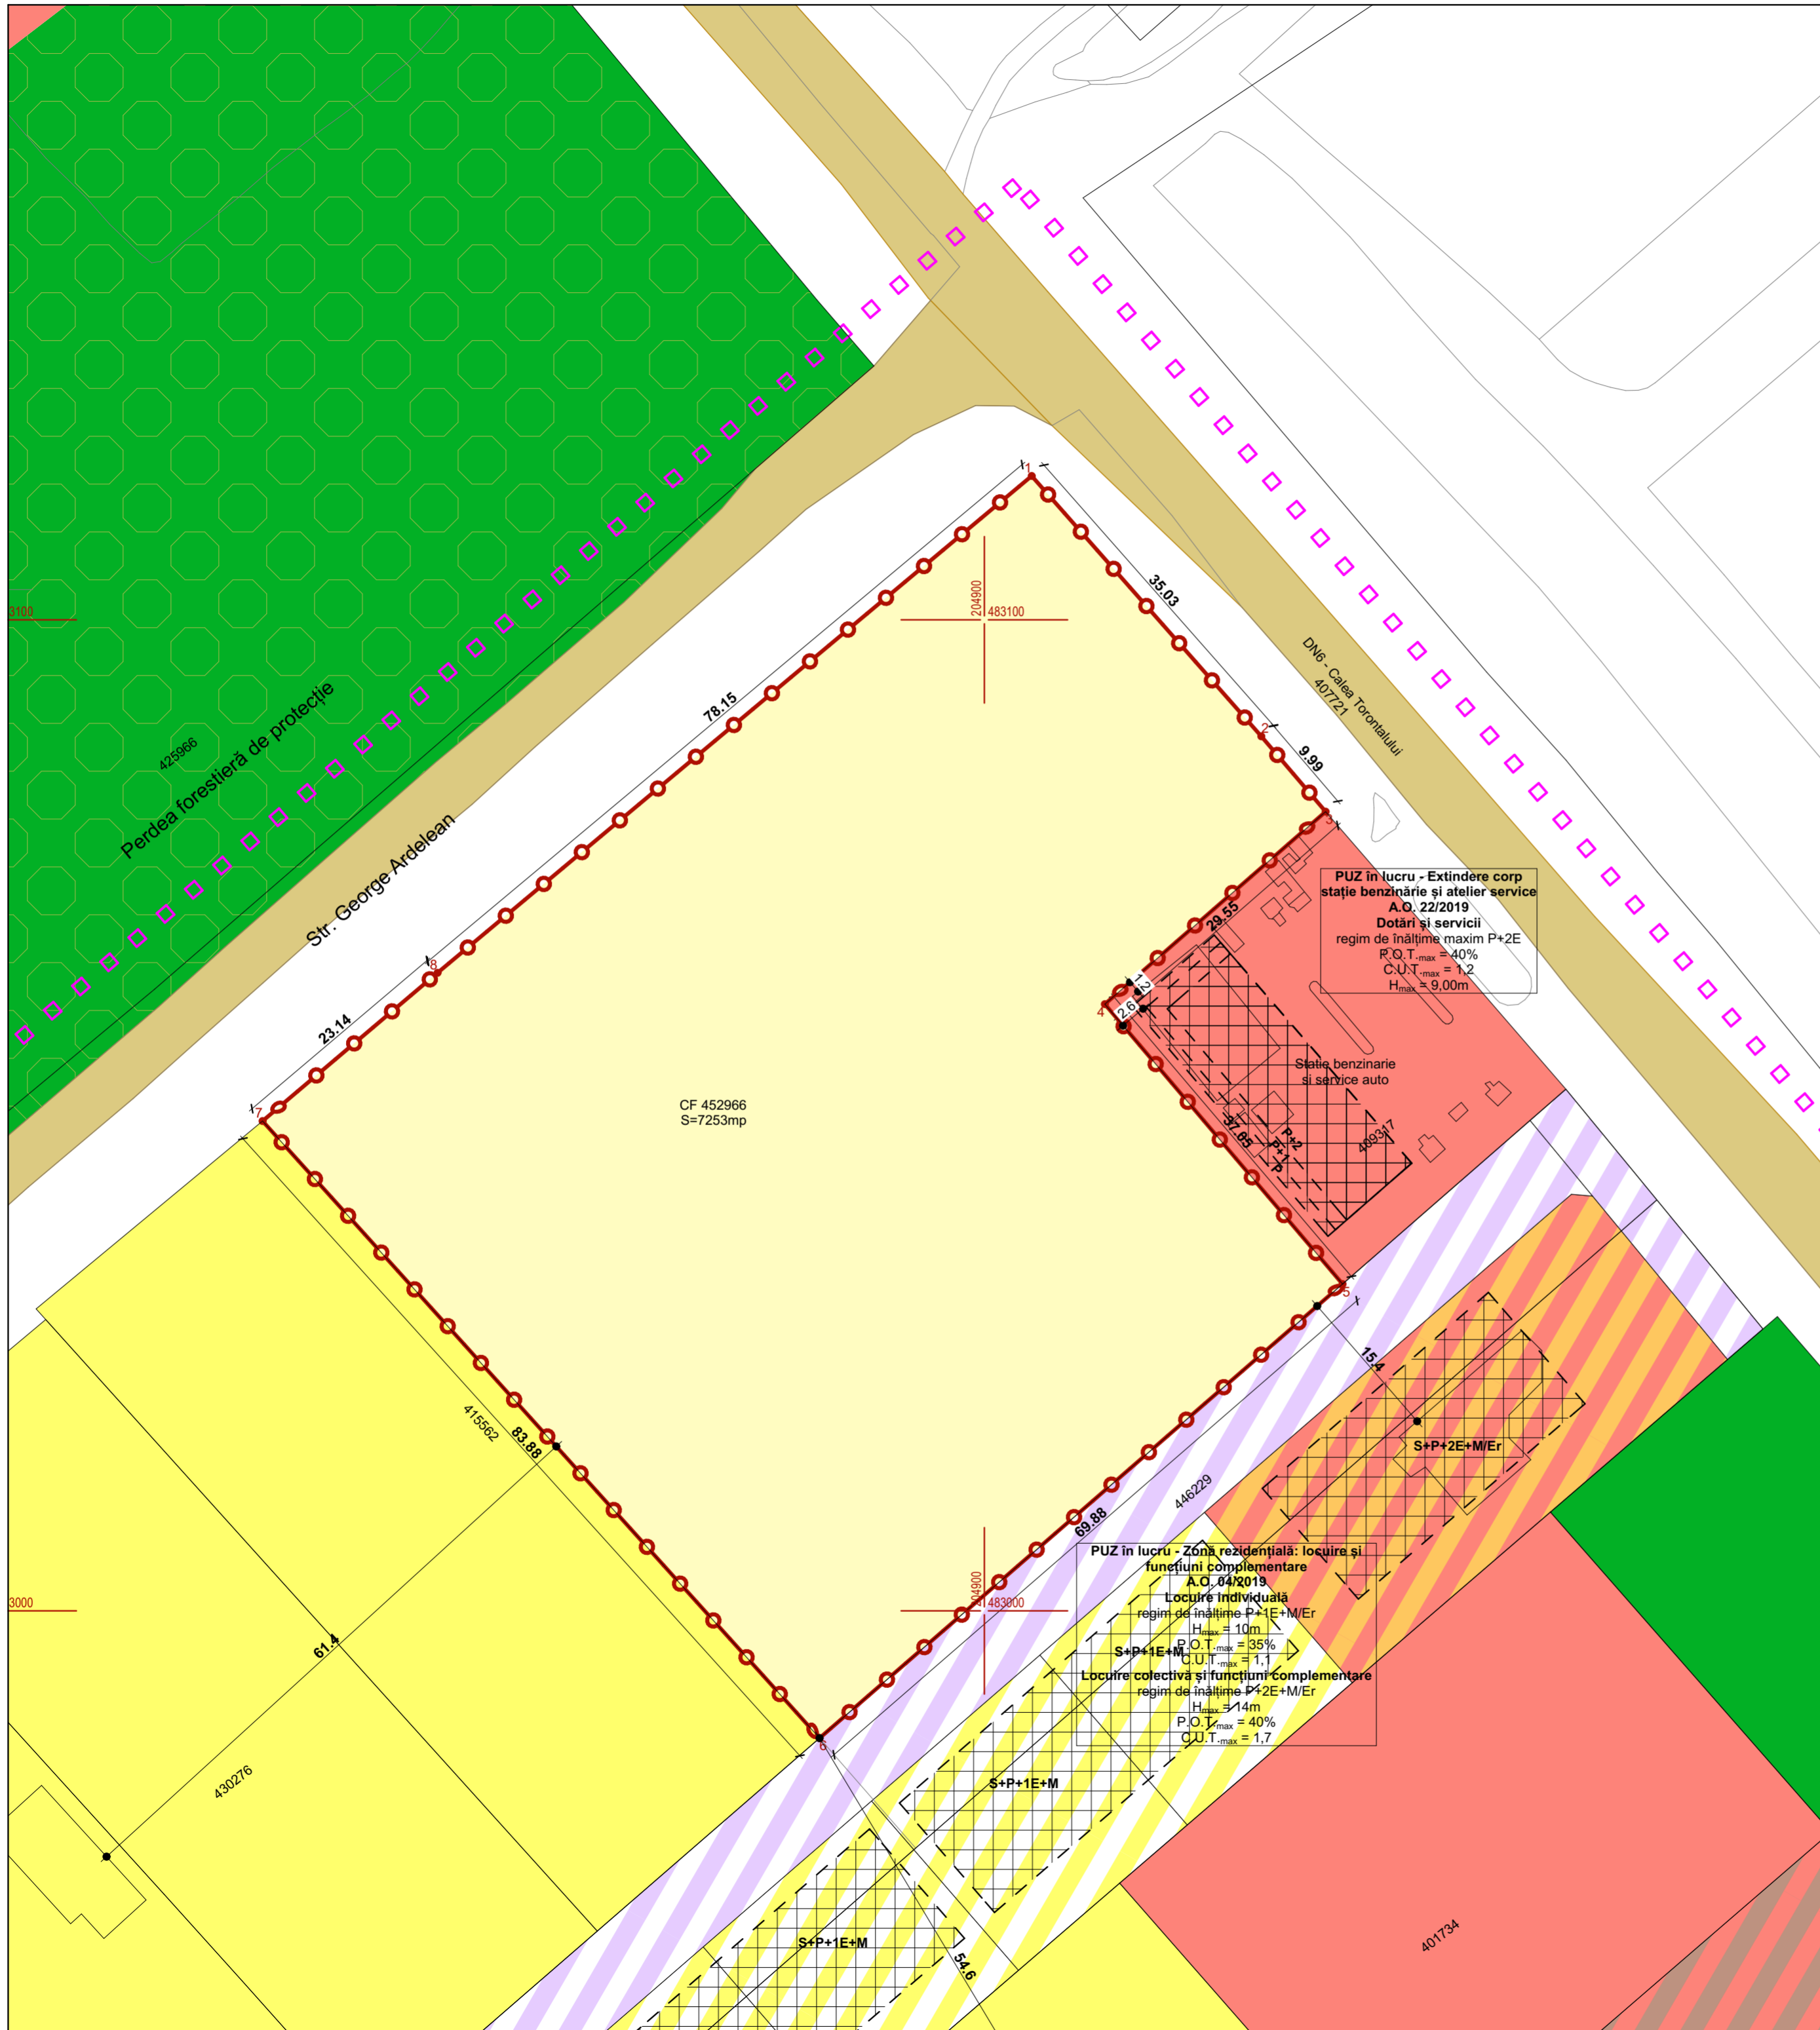 1
204900
483100
3100
35.03
78.15
DN6 - Calea Torontalului
407721
2
9.99
3
425966
Perdea forestieră de protecție
Str. George Ardelean
PUZ în lucru - Extindere corp
stație benzinărie și atelier service
A.O. 22/2019
Dotări și servicii
regim de înălțime maxim P+2E
P.O.T.max = 40%
C.U.T.max = 1,2
Hmax = 9,00m
29.55
8
1.2
2.6
4
23.14
7
CF 452966
S=7253mp
Statie benzinarie
si service auto
37.65
P+2
P+1
P
409317
5
15.4
415562
83.88
S+P+2E+M/Er
446229
69.88
204900
483000
3000
PUZ în lucru - Zonă rezidențială: locuire și
funcțiuni complementare
A.O. 04/2019
Locuire individuală
regim de înălțime P+1E+M/Er
Hmax = 10m
P.O.T.max = 35%
C.U.T.max = 1,1
Locuire colectivă și funcțiuni complementare
regim de înălțime P+2E+M/Er
Hmax = 14m
P.O.T.max = 40%
C.U.T.max = 1,7
S+P+1E+M
61.4
6
430276
S+P+1E+M
S+P+1E+M
54.6
401734